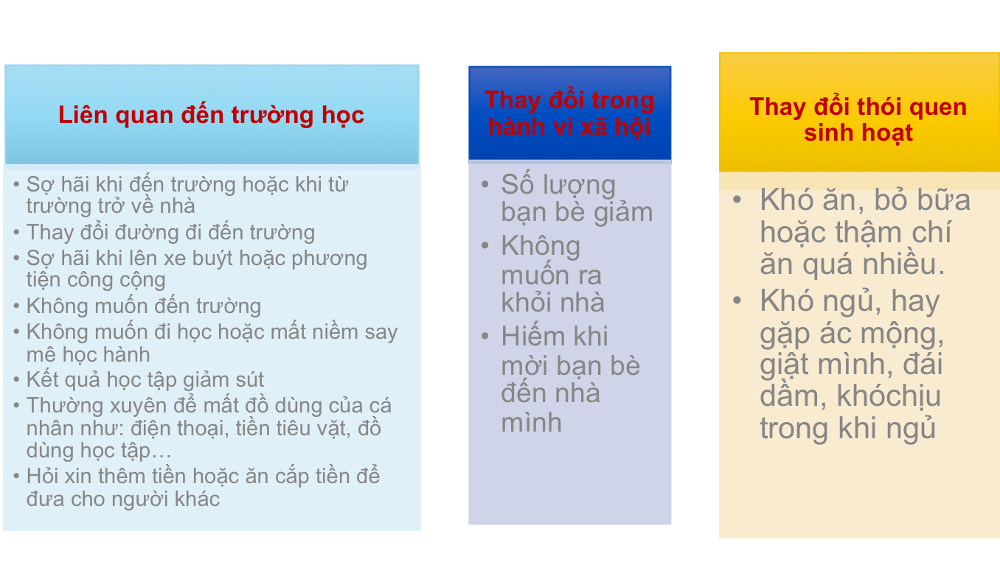 Liên quan đến trường học
• Sợ hãi khi đến trường hoặc khi từ
trường trở về nhà
• Thay đổi đường đi đến trường
• Sợ hãi khi lên xe buýt hoặc phương
tiện công cộng
• Không muốn đến trường
• Không muốn đi học hoặc mất niềm say
mê học hành
• Kết quả học tập giảm sút
• Thường xuyên để mất đồ dùng của cá
nhân như: điện thoại, tiền tiêu vặt, đồ
dùng học tập…
• Hỏi xin thêm tiền hoặc ăn cắp tiền để
đưa cho người khác
Thay đổi trong
hành vi xã hội
• Số lượng
bạn bè giảm
• Không
muốn ra
khỏi nhà
• Hiếm khi
mời bạn bè
đến nhà
mình
Thay đổi thói quen
sinh hoạt
• Khó ăn, bỏ bữa
hoặc thậm chí
ăn quá nhiều.
• Khó ngủ, hay
gặp ác mộng,
giật mình, đái
dầm, khóchịu
trong khi ngủ